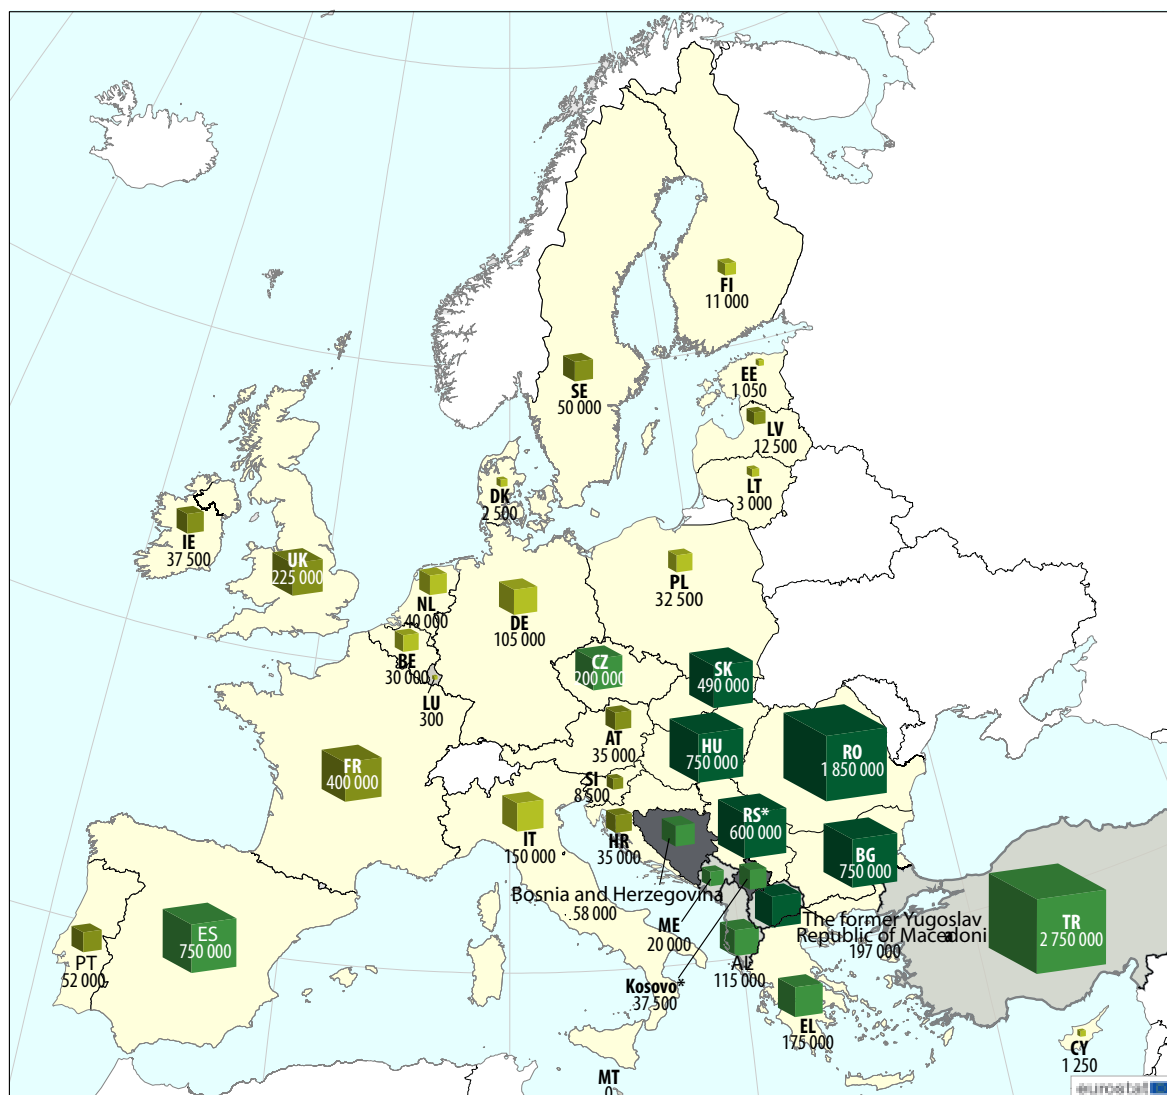 FI
11 000
EE
1 050
SE
50 000
LV
12 500
LT
3 000
DK
2 500
IE
37 500
UK
225 000
PL
32 500
NL
40 000
DE
105 000
BE
30 000
LU
300
CZ
200 000
SK
490 000
AT
35 000
HU
750 000
RO
1 850 000
FR
400 000
SI
8 500
IT
150 000
HR
35 000
RS*
600 000
BG
750 000
Bosnia and Herzegovina
58 000
ME
20 000
The former Yugoslav
Republic of Macedonia
197 000
TR
2 750 000
ES
750 000
PT
52 000
AL
115 000
Kosovo*
37 500
EL
175 000
CY
1 250
MT
0
eurostat